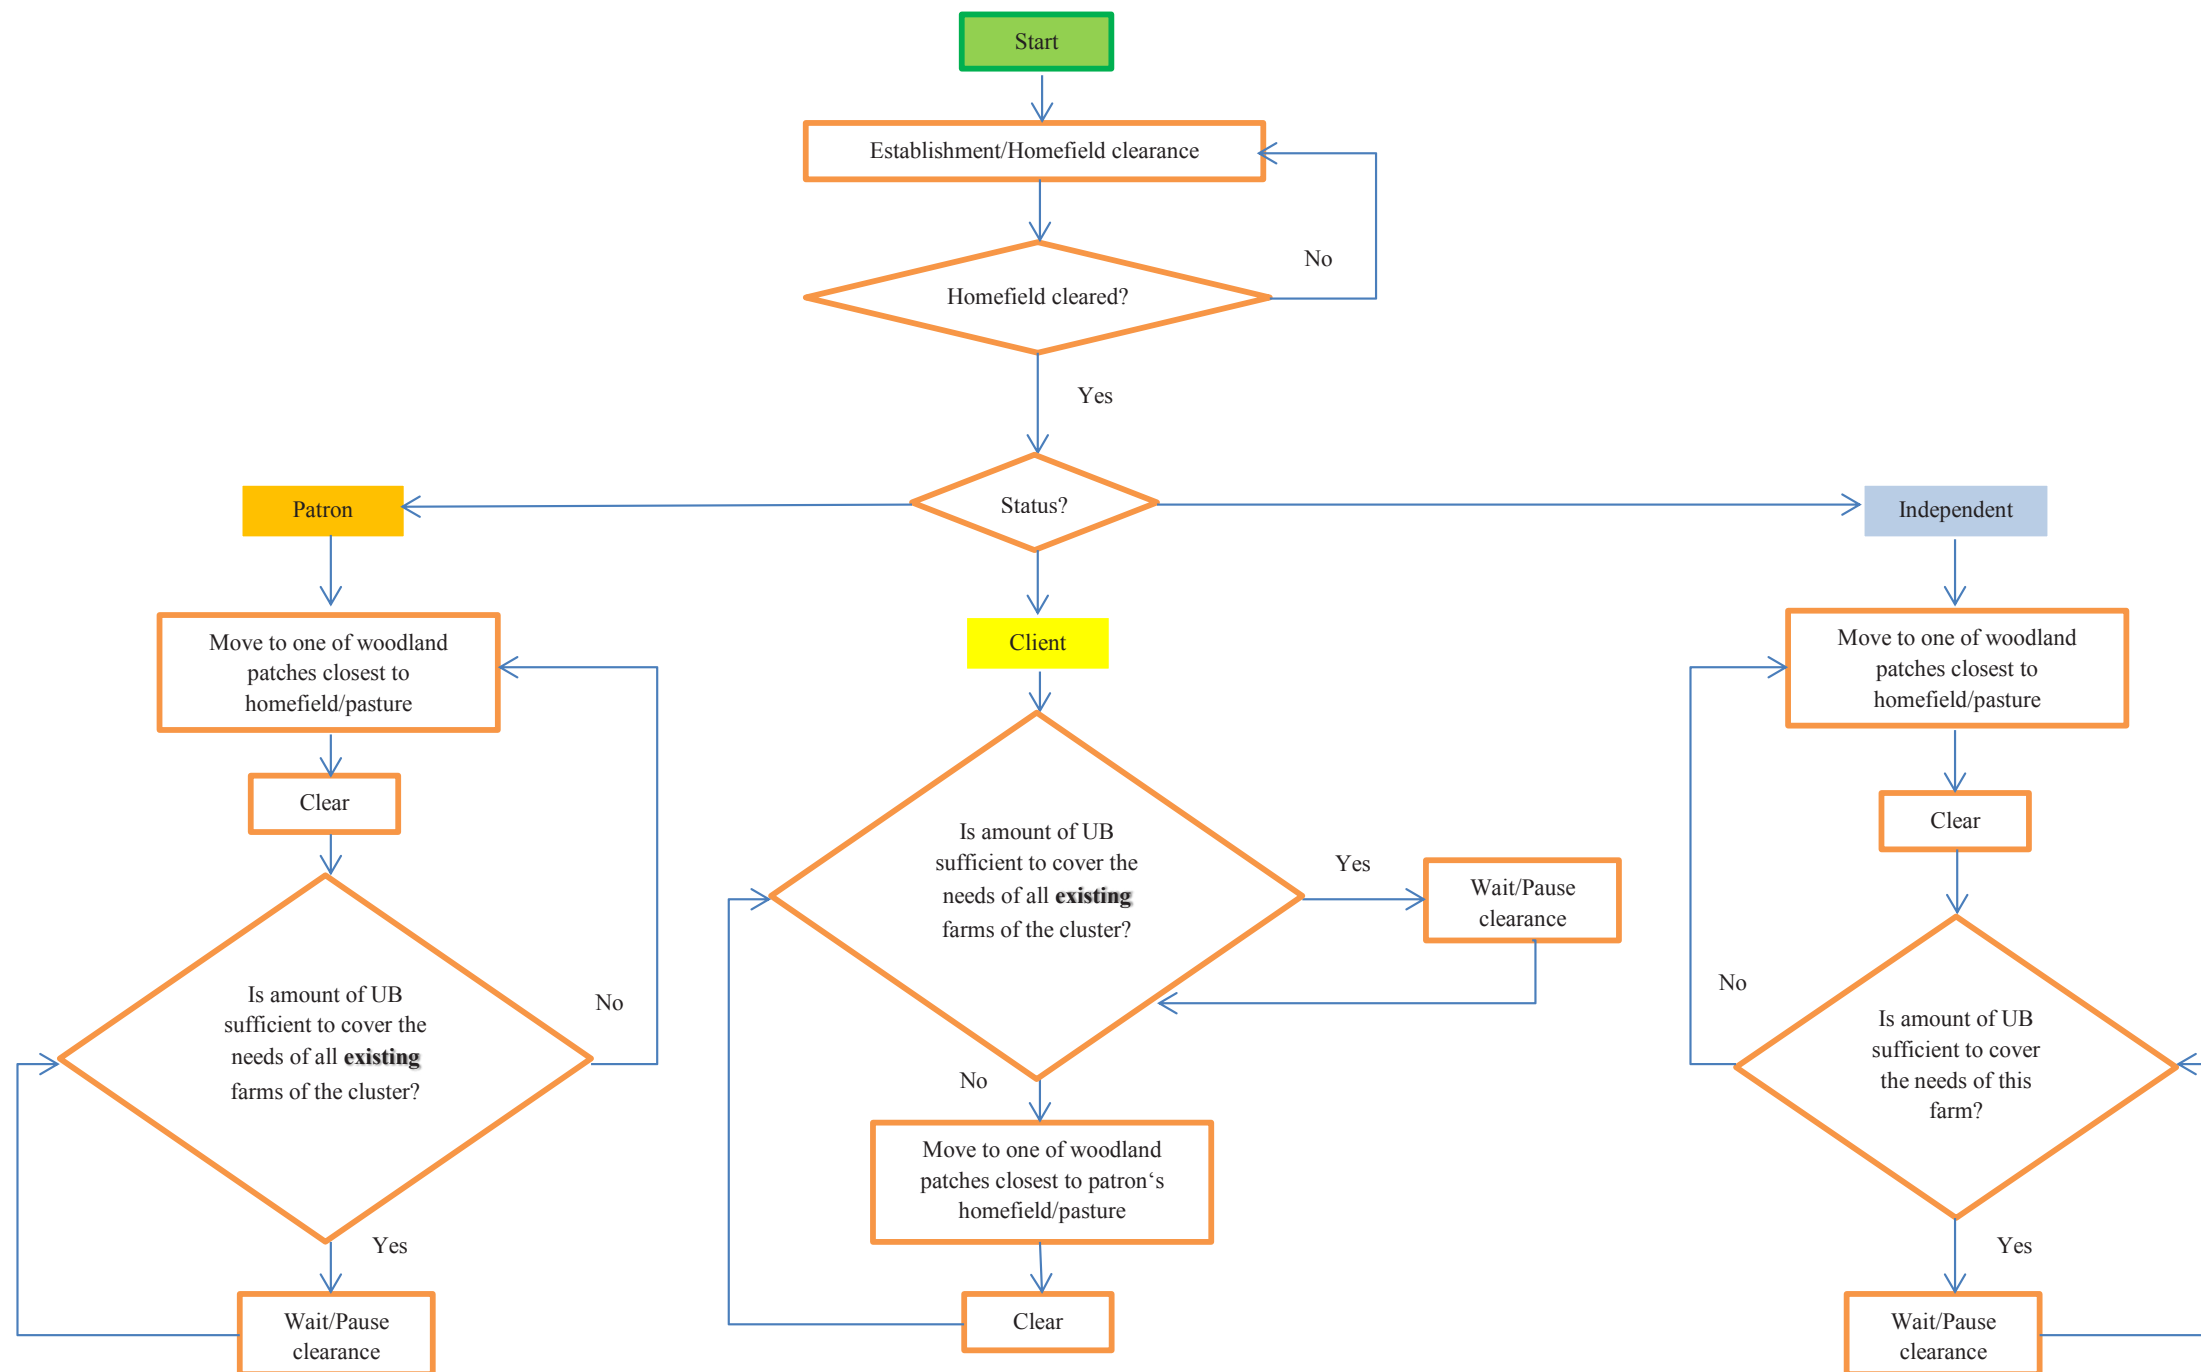 Start
Establishment/Homefield clearance
No
Homefield cleared?
Yes
Status?
Patron
Move to one of woodland
patches closest to
homefield/pasture
Clear
Is amount of UB
sufficient to cover the
needs of all existing
farms of the cluster?
No
Yes
Wait/Pause
clearance
Client
Is amount of UB
sufficient to cover the
needs of all existing
farms of the cluster?
Yes
Wait/Pause
clearance
No
Move to one of woodland
patches closest to patron‘s
homefield/pasture
Clear
Independent
Move to one of woodland
patches closest to
homefield/pasture
Clear
No
Is amount of UB
sufficient to cover
the needs of this
farm?
Yes
Wait/Pause
clearance